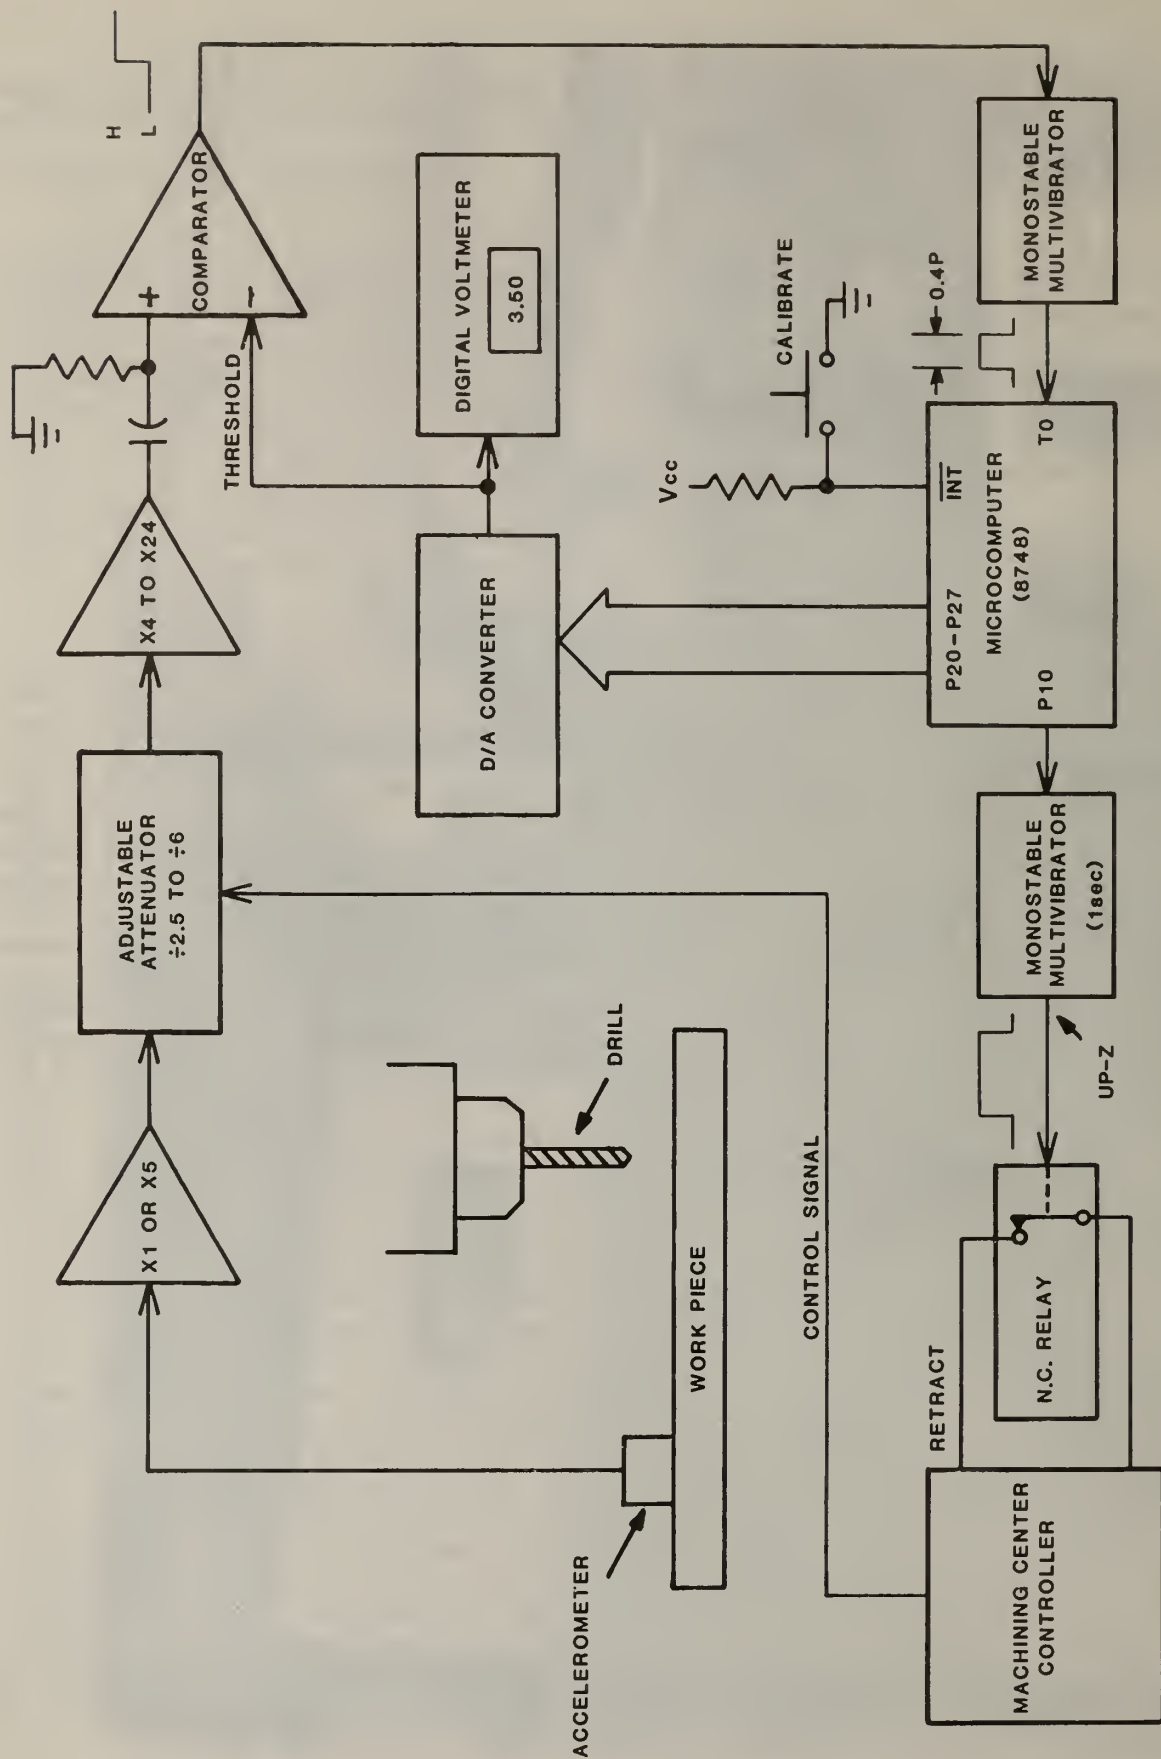 ACCELEROMETER
WORK PIECE
DRILL
X1 OR X5
ADJUSTABLE
ATTENUATOR
÷2.5 TO ÷6
X4 TO X24
+
-
COMPARATOR
H
L
THRESHOLD
DIGITAL VOLTMETER
3.50
D/A CONVERTER
CONTROL SIGNAL
Vcc
CALIBRATE
MACHINING CENTER
CONTROLLER
RETRACT
N.C. RELAY
UP-Z
MONOSTABLE
MULTIVIBRATOR
(1sec)
P20-P27
INT
MICROCOMPUTER
(8748)
P10
T0
0.4P
MONOSTABLE
MULTIVIBRATOR